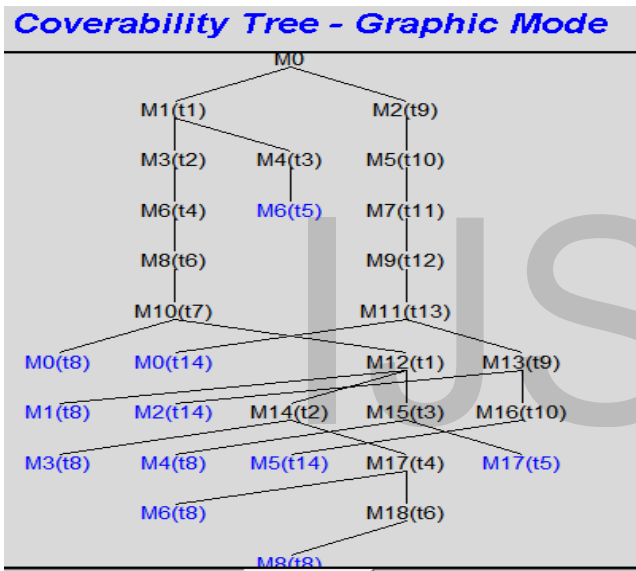 Coverability Tree - Graphic Mode
M0
M1(t1) M2(t9)
M3(t2) M4(t3) M5(t10)
M6(t4) M6(t5) M7(t11)
M8(t6) M9(t12)
M10(t7) M11(t13)
M0(t8) M0(t14) M12(t1) M13(t9)
M1(t8) M2(t14) M14(t2) M15(t3) M16(t10)
M3(t8) M4(t8) M5(t14) M17(t4) M17(t5)
M6(t8) M18(t6)
M8(t8)
IJS